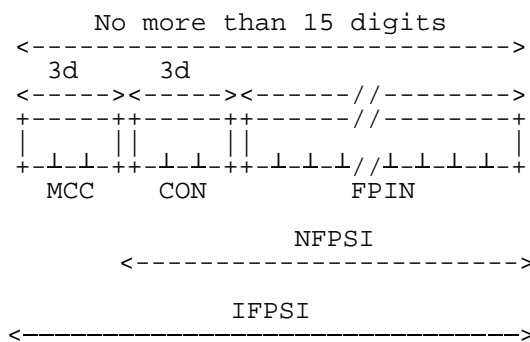 No more than 15 digits
3d 3d
MCC CON FPIN
NFPSI
IFPSI